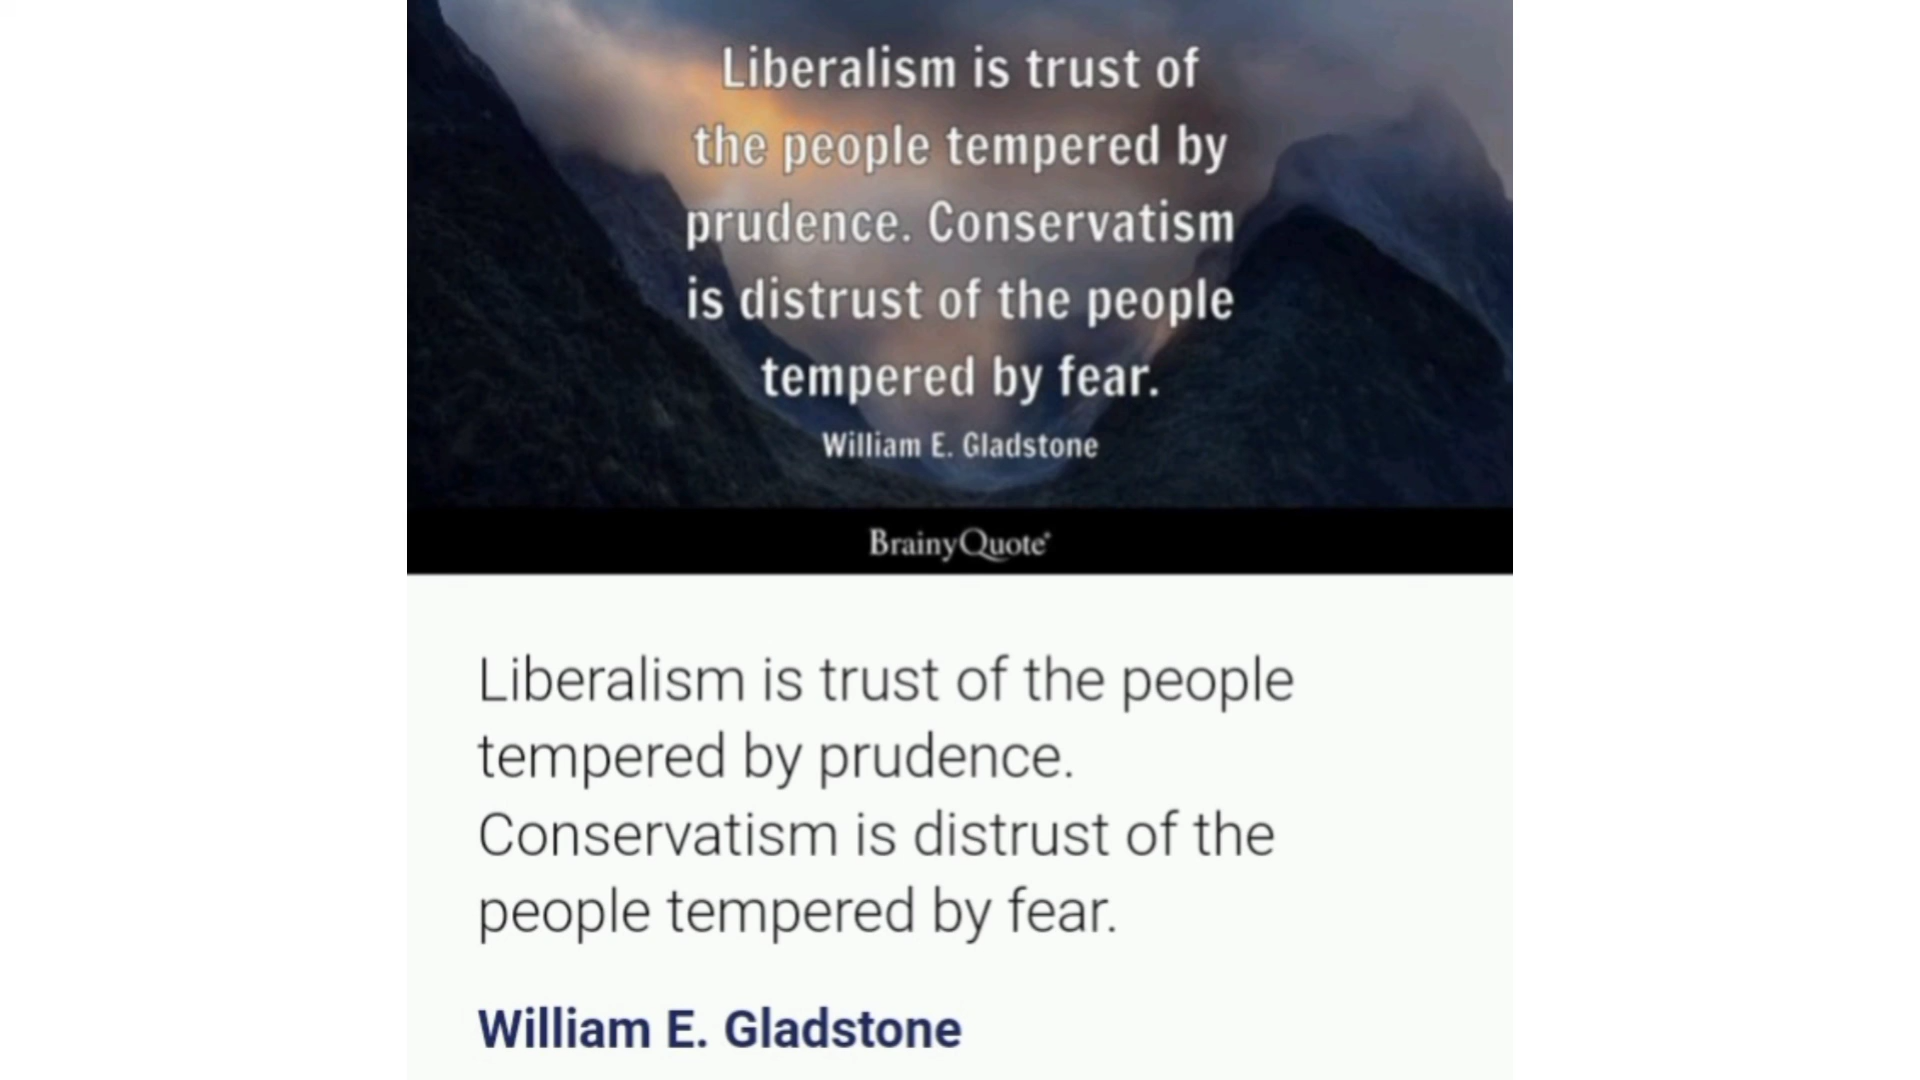 Liberalism is trust of
the people tempered by
prudence. Conservatism
is distrust of the people
tempered by fear.
William E. Gladstone
BrainyQuote®
Liberalism is trust of the people
tempered by prudence.
Conservatism is distrust of the
people tempered by fear.
William E. Gladstone